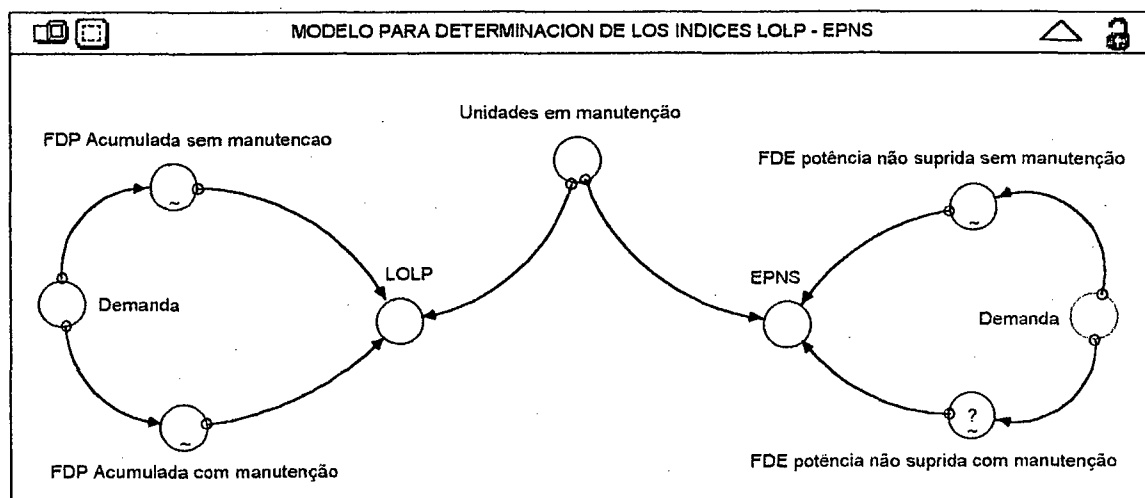 MODELO PARA DETERMINACION DE LOS INDICES LOLP - EPNS
Unidades em manutenção
FDP Acumulada sem manutencao
FDE potência não suprida sem manutenção
LOLP
EPNS
Demanda
Demanda
~
~
~
?
~
FDP Acumulada com manutenção
FDE potência não suprida com manutenção